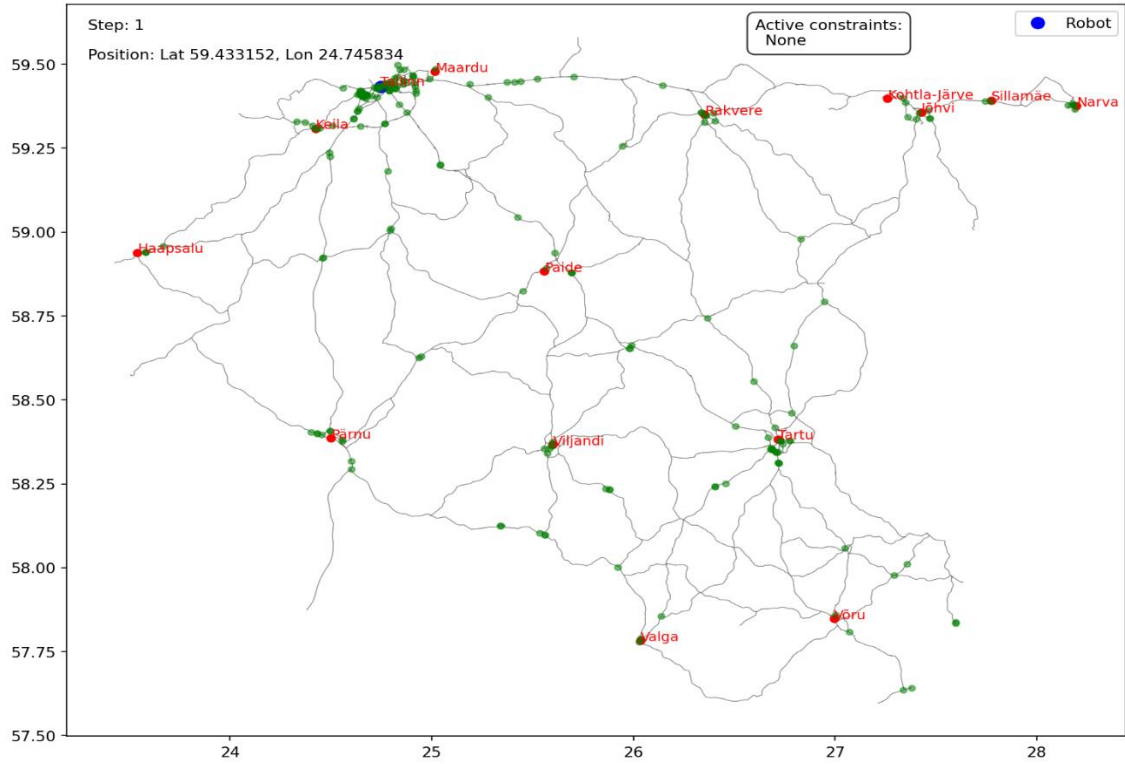 Step: 1
Position: Lat 59.433152, Lon 24.745834
Active constraints:
None
Robot
59.50
59.25
59.00
58.75
58.50
58.25
58.00
57.75
57.50
Maardu
Keila
Rakvere
Kohtla-Järve
Jõhvi
Sillamäe
Narva
Haapsalu
Paide
Pärnu
Viljandi
Tartu
Valga
Võru
24
25
26
27
28